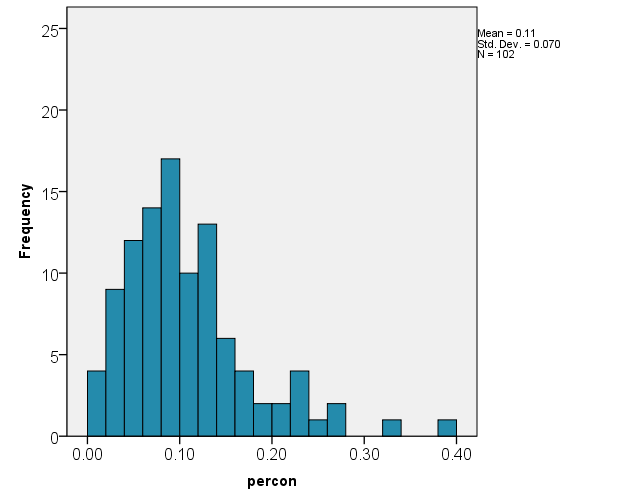 Mean = 0.11
Std. Dev. = 0.070
N = 102
25
20
15
10
5
0
Frequency
0.00 0.10 0.20 0.30 0.40
percon